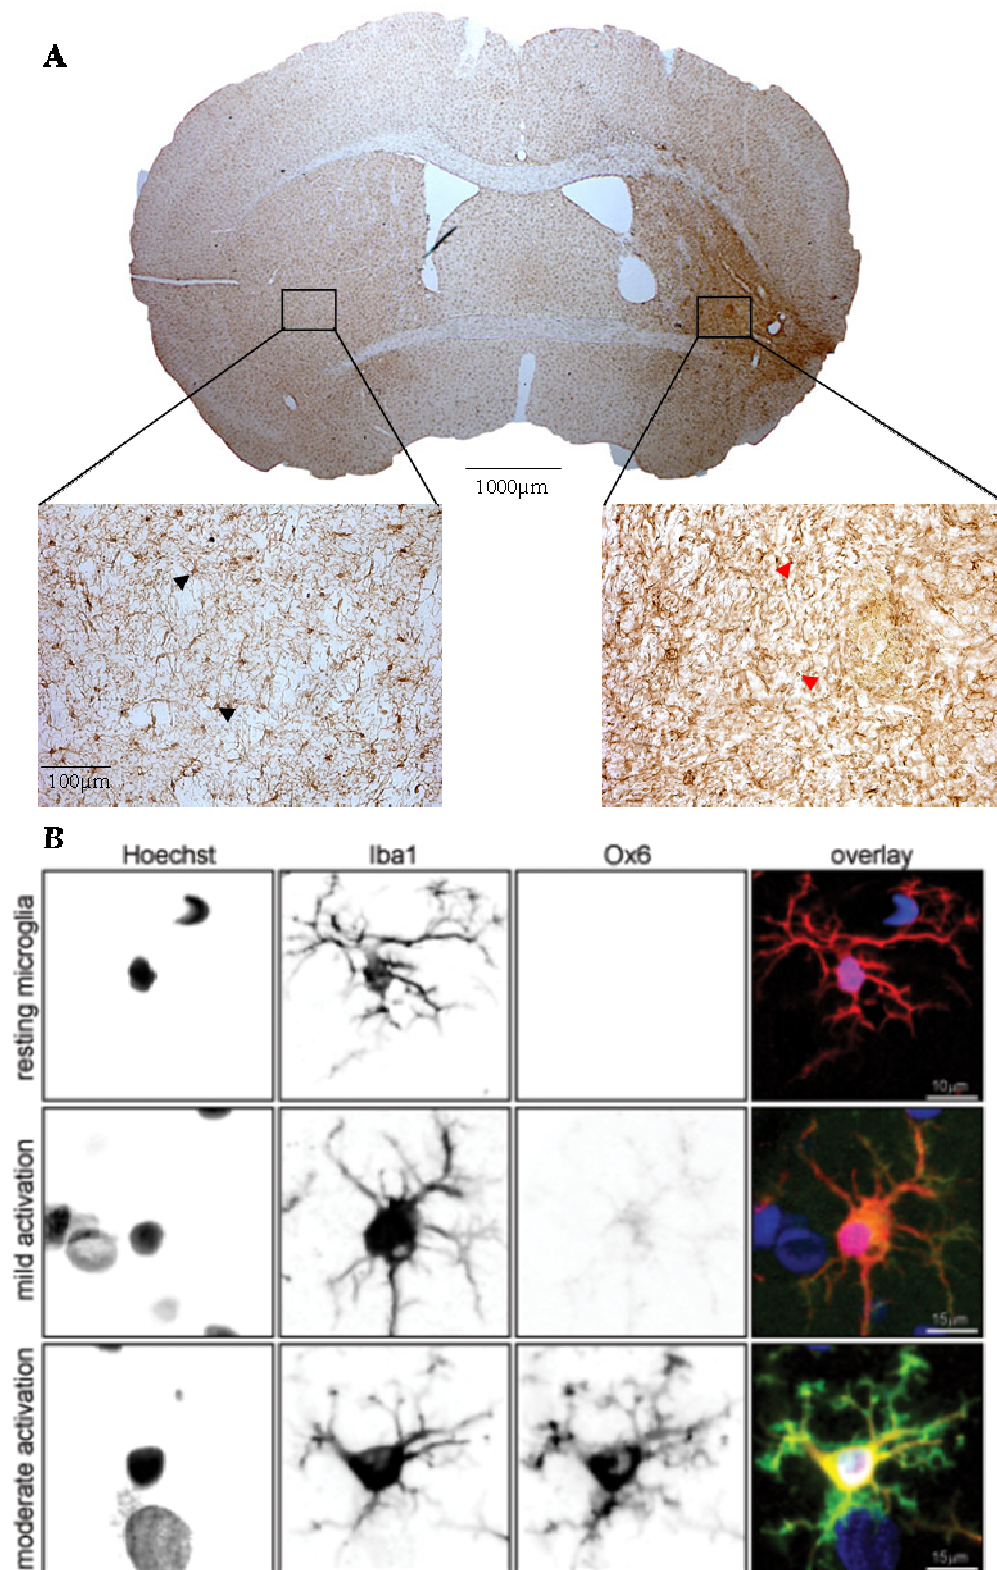 A
1000µm
100µm
B
Hoechst
Iba1
Ox6
overlay
resting microglia
10µm
mild activation
15µm
moderate activation
15µm